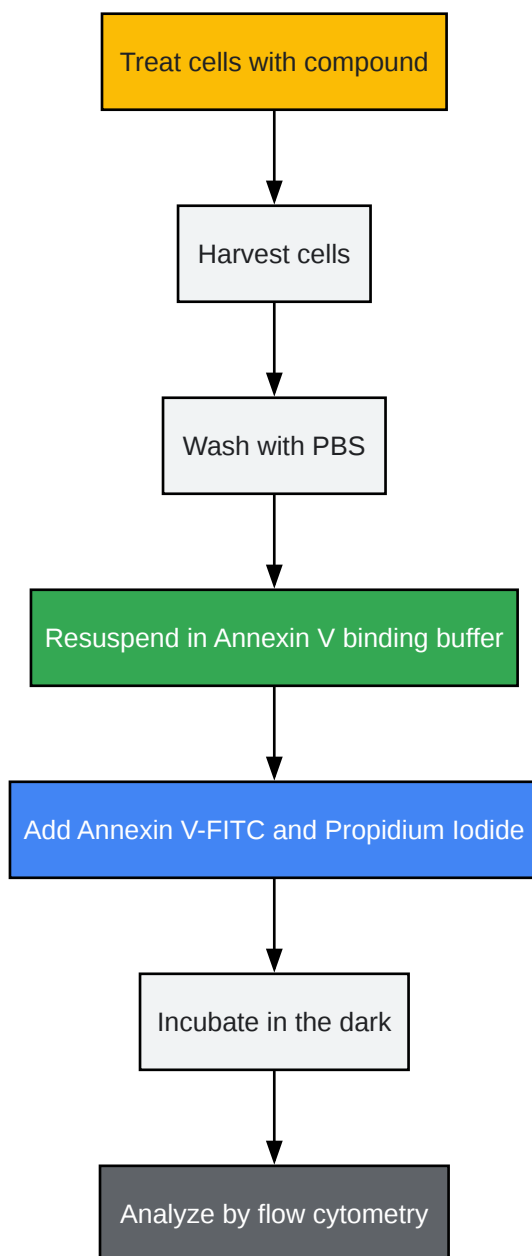 Treat cells with compound
Harvest cells
Wash with PBS
Resuspend in Annexin V binding buffer
Add Annexin V-FITC and Propidium Iodide
Incubate in the dark
Analyze by flow cytometry